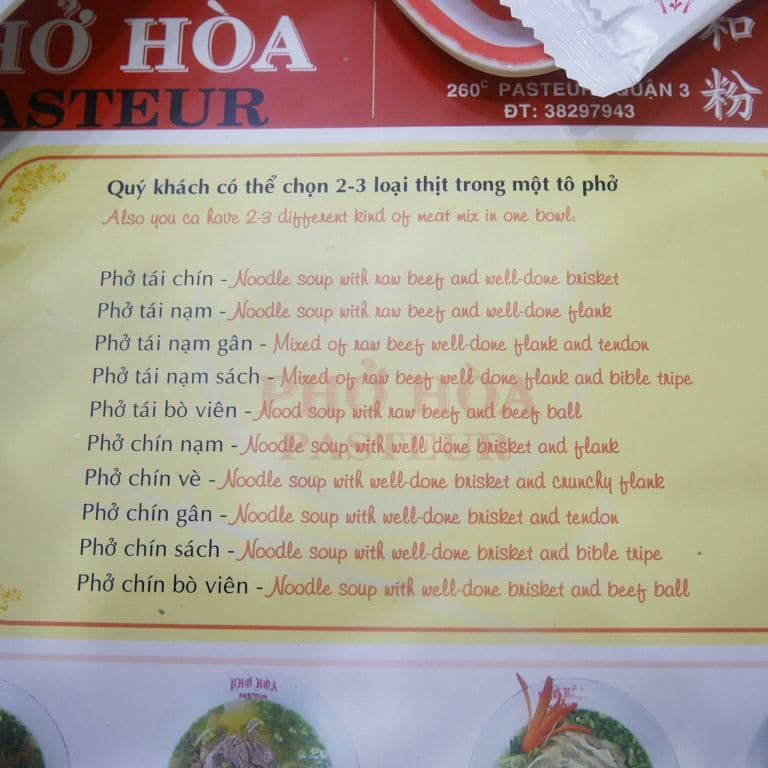 PHỞ HÒA
PASTEUR
260C PASTEUR, QUẬN 3
ĐT: 38297943
和粉
Quý khách có thể chọn 2-3 loại thịt trong một tô phở
Also you ca have 2-3 different kind of meat mix in one bowl:
Phở tái chín - Noodle soup with raw beef and well-done brisket
Phở tái nạm - Noodle soup with raw beef and well-done flank
Phở tái nạm gân - Mixed of raw beef well-done flank and tendon
Phở tái nạm sách - Mixed of raw beef well done flank and bible tripe
Phở tái bò viên - Nood soup with raw beef and beef ball
Phở chín nạm - Noodle soup with well done brisket and flank
Phở chín vè - Noodle soup with well-done brisket and crunchy flank
Phở chín gân - Noodle soup with well-done brisket and tendon
Phở chín sách - Noodle soup with well-done brisket and bible tripe
Phở chín bò viên - Noodle soup with well-done brisket and beef ball
PHỞ HÒA
PASTEUR
PHỞ HÒA
PASTEUR